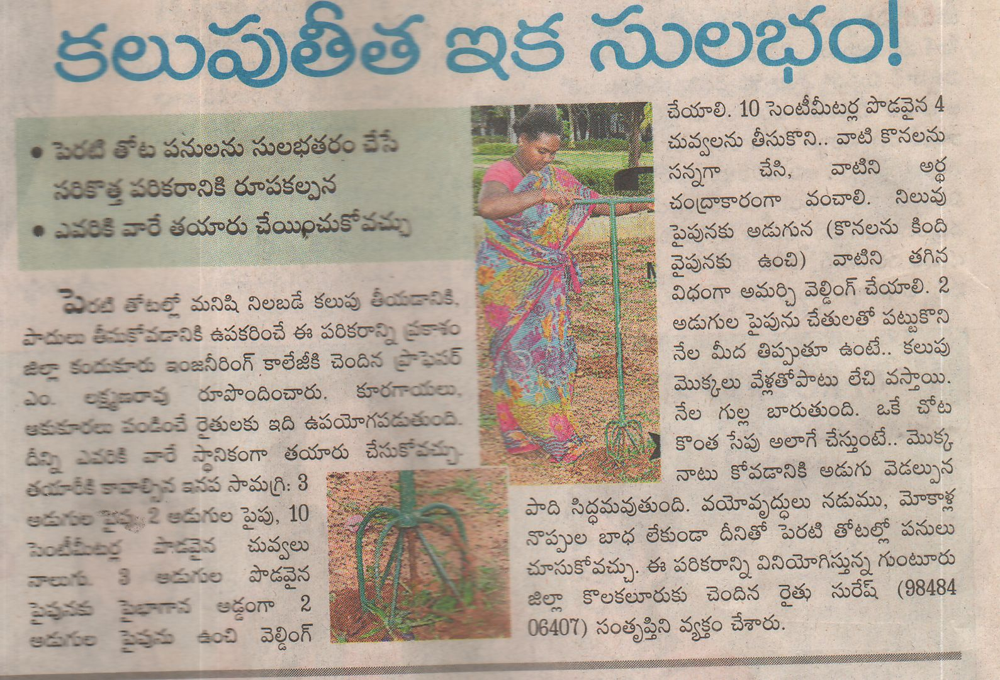 కలుపుతీత ఇక సులభం!
• పెరటి తోట పనులను సులభతరం చేసే
సరికొత్త పరికరానికి రూపకల్పన
• ఎవరికి వారే తయారు చేయించుకోవచ్చు
పెరటి తోటల్లో మనిషి నిలబడే కలుపు తీయడానికి,
పాదులు తీసుకోవడానికి ఉపకరించే ఈ పరికరాన్ని ప్రకాశం
జిల్లా కందుకూరు ఇంజనీరింగ్ కాలేజీకి చెందిన ప్రొఫెసర్
ఎం. లక్ష్మణరావు రూపొందించారు. కూరగాయలు,
ఆకుకూరలు పండించే రైతులకు ఇది ఉపయోగపడుతుంది.
దీన్ని ఎవరికి వారే స్థానికంగా తయారు చేసుకోవచ్చు.
తయారీకి కావాల్సిన ఇనప సామగ్రి: 3
అడుగుల పైపు, 2 అడుగుల పైపు, 10
సెంటీమీటర్ల పొడవైన చువ్వలు
నాలుగు. 3 అడుగుల పొడవైన
పైపునకు పైభాగాన అడ్డంగా 2
అడుగుల పైపును ఉంచి వెల్డింగ్
చేయాలి. 10 సెంటీమీటర్ల పొడవైన 4
చువ్వలను తీసుకొని.. వాటి కొనలను
సన్నగా చేసి, వాటిని అర్థ
చంద్రాకారంగా వంచాలి. నిలువు
పైపునకు అడుగున (కొనలను కింది
వైపునకు ఉంచి) వాటిని తగిన
విధంగా అమర్చి వెల్డింగ్ చేయాలి. 2
అడుగుల పైపును చేతులతో పట్టుకొని
నేల మీద తిప్పుతూ ఉంటే.. కలుపు
మొక్కలు వేళ్లతోపాటు లేచి వస్తాయి.
నేల గుల్ల బారుతుంది. ఒకే చోట
కొంత సేపు అలాగే చేస్తుంటే.. మొక్క
నాటు కోవడానికి అడుగు వెడల్పున
పాది సిద్ధమవుతుంది. వయోవృద్ధులు నడుము, మోకాళ్ల
నొప్పుల బాధ లేకుండా దీనితో పెరటి తోటల్లో పనులు
చూసుకోవచ్చు. ఈ పరికరాన్ని వినియోగిస్తున్న గుంటూరు
జిల్లా కొలకలూరుకు చెందిన రైతు సురేష్ (98484
06407) సంతృప్తిని వ్యక్తం చేశారు.